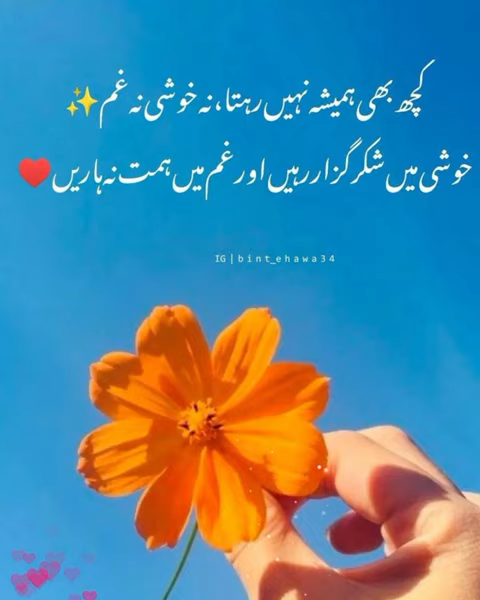 کچھ بھی ہمیشہ نہیں رہتا، نہ خوشی نہ غم✨
خوشی میں شکر گزار رہیں اور غم میں ہمت نہ ہاریں♥️
IG | bint_ehawa34